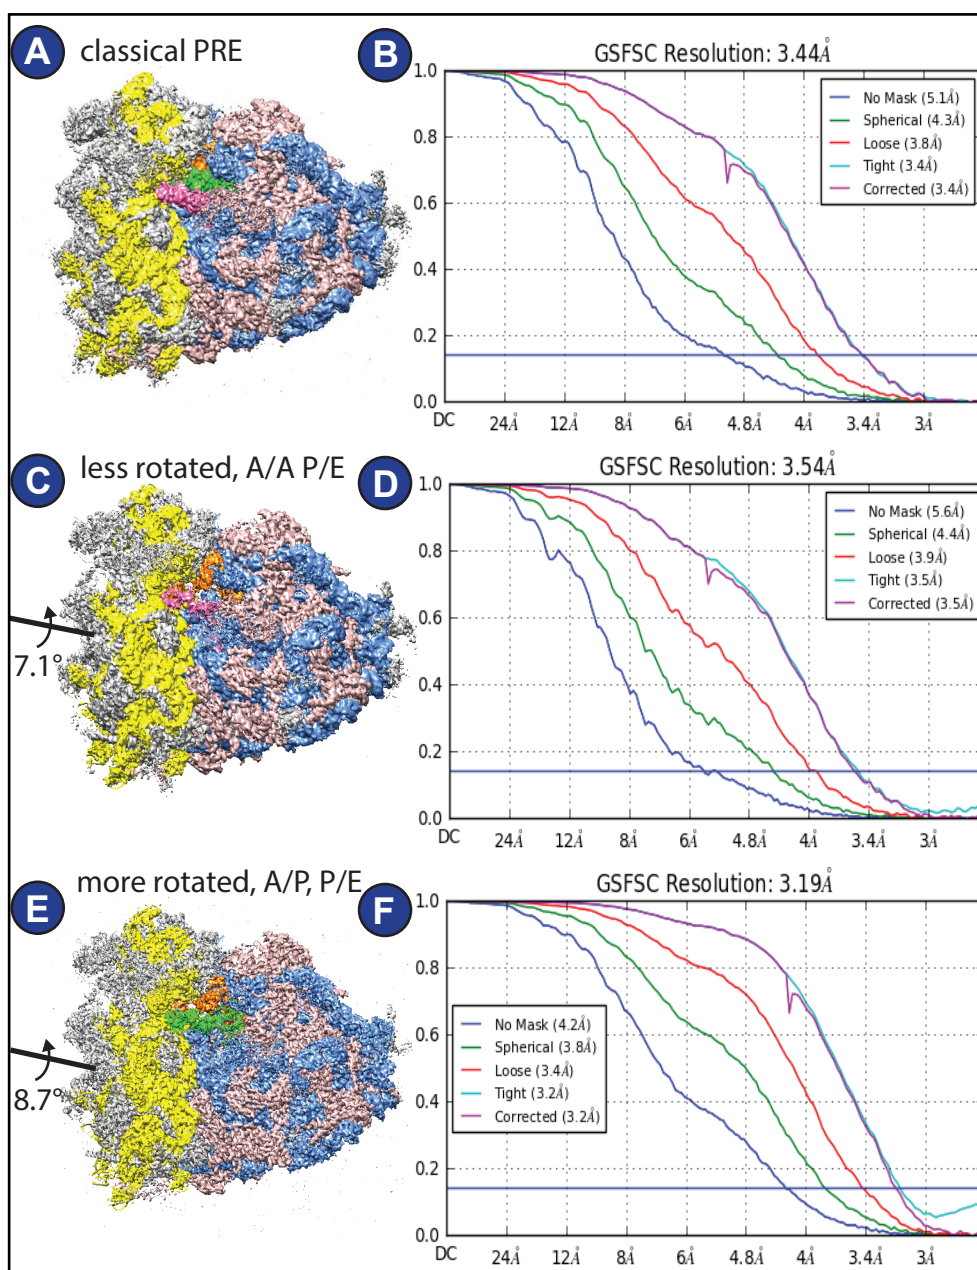 A classical PRE
B
GSFSC Resolution: 3.44Å
1.0
0.8
0.6
0.4
0.2
0.0
No Mask (5.1Å)
Spherical (4.3Å)
Loose (3.8Å)
Tight (3.4Å)
Corrected (3.4Å)
DC 24Å 12Å 8Å 6Å 4.8Å 4Å 3.4Å 3Å
C less rotated, A/A P/E
7.1°
D
GSFSC Resolution: 3.54Å
1.0
0.8
0.6
0.4
0.2
0.0
No Mask (5.6Å)
Spherical (4.4Å)
Loose (3.9Å)
Tight (3.5Å)
Corrected (3.5Å)
DC 24Å 12Å 8Å 6Å 4.8Å 4Å 3.4Å 3Å
E more rotated, A/P, P/E
8.7°
F
GSFSC Resolution: 3.19Å
1.0
0.8
0.6
0.4
0.2
0.0
No Mask (4.2Å)
Spherical (3.8Å)
Loose (3.4Å)
Tight (3.2Å)
Corrected (3.2Å)
DC 24Å 12Å 8Å 6Å 4.8Å 4Å 3.4Å 3Å